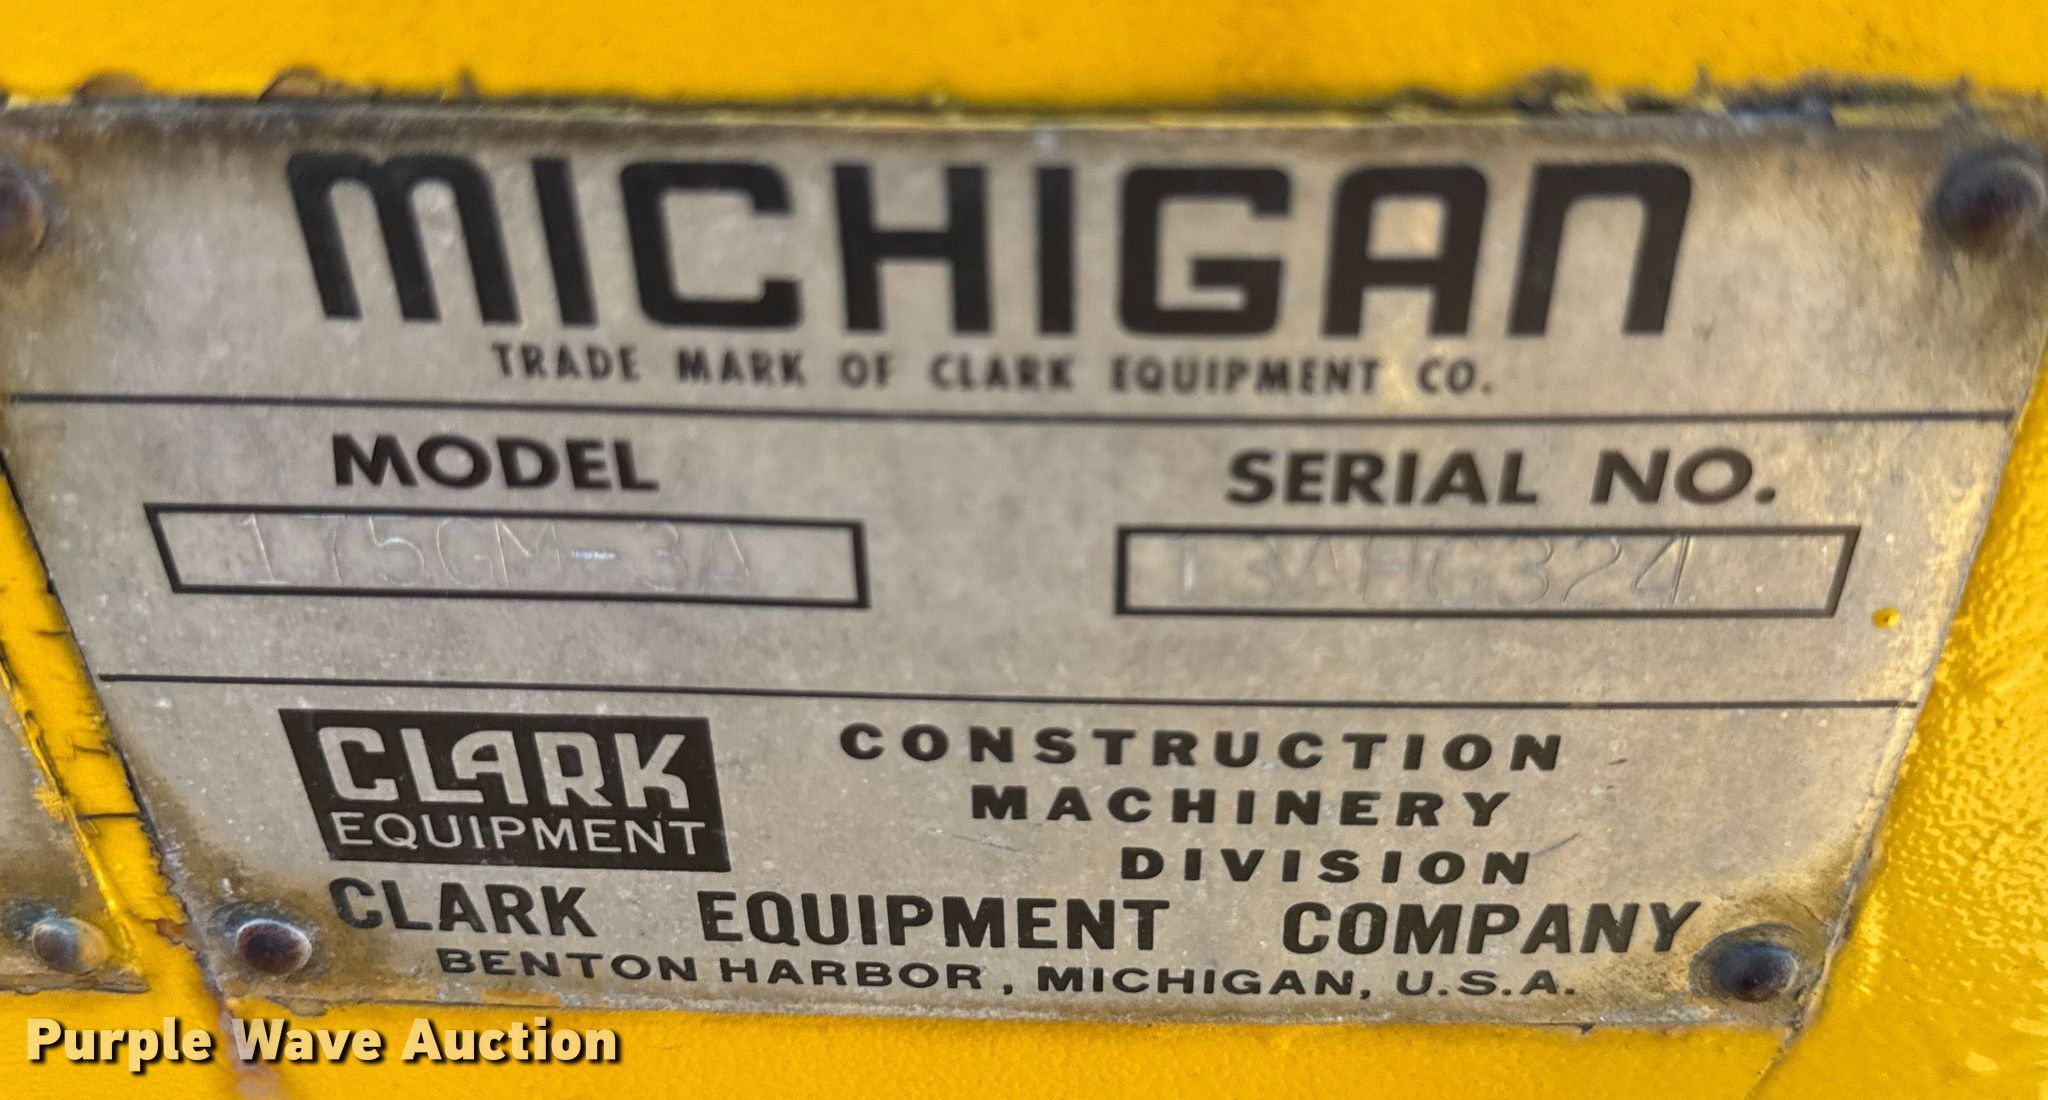 MICHIGAN
TRADE MARK OF CLARK EQUIPMENT CO.
MODEL
SERIAL NO.
175GM-3A
13AHG324
CLARK
EQUIPMENT
CONSTRUCTION
MACHINERY
DIVISION
CLARK EQUIPMENT COMPANY
BENTON HARBOR, MICHIGAN, U.S.A.
Purple Wave Auction